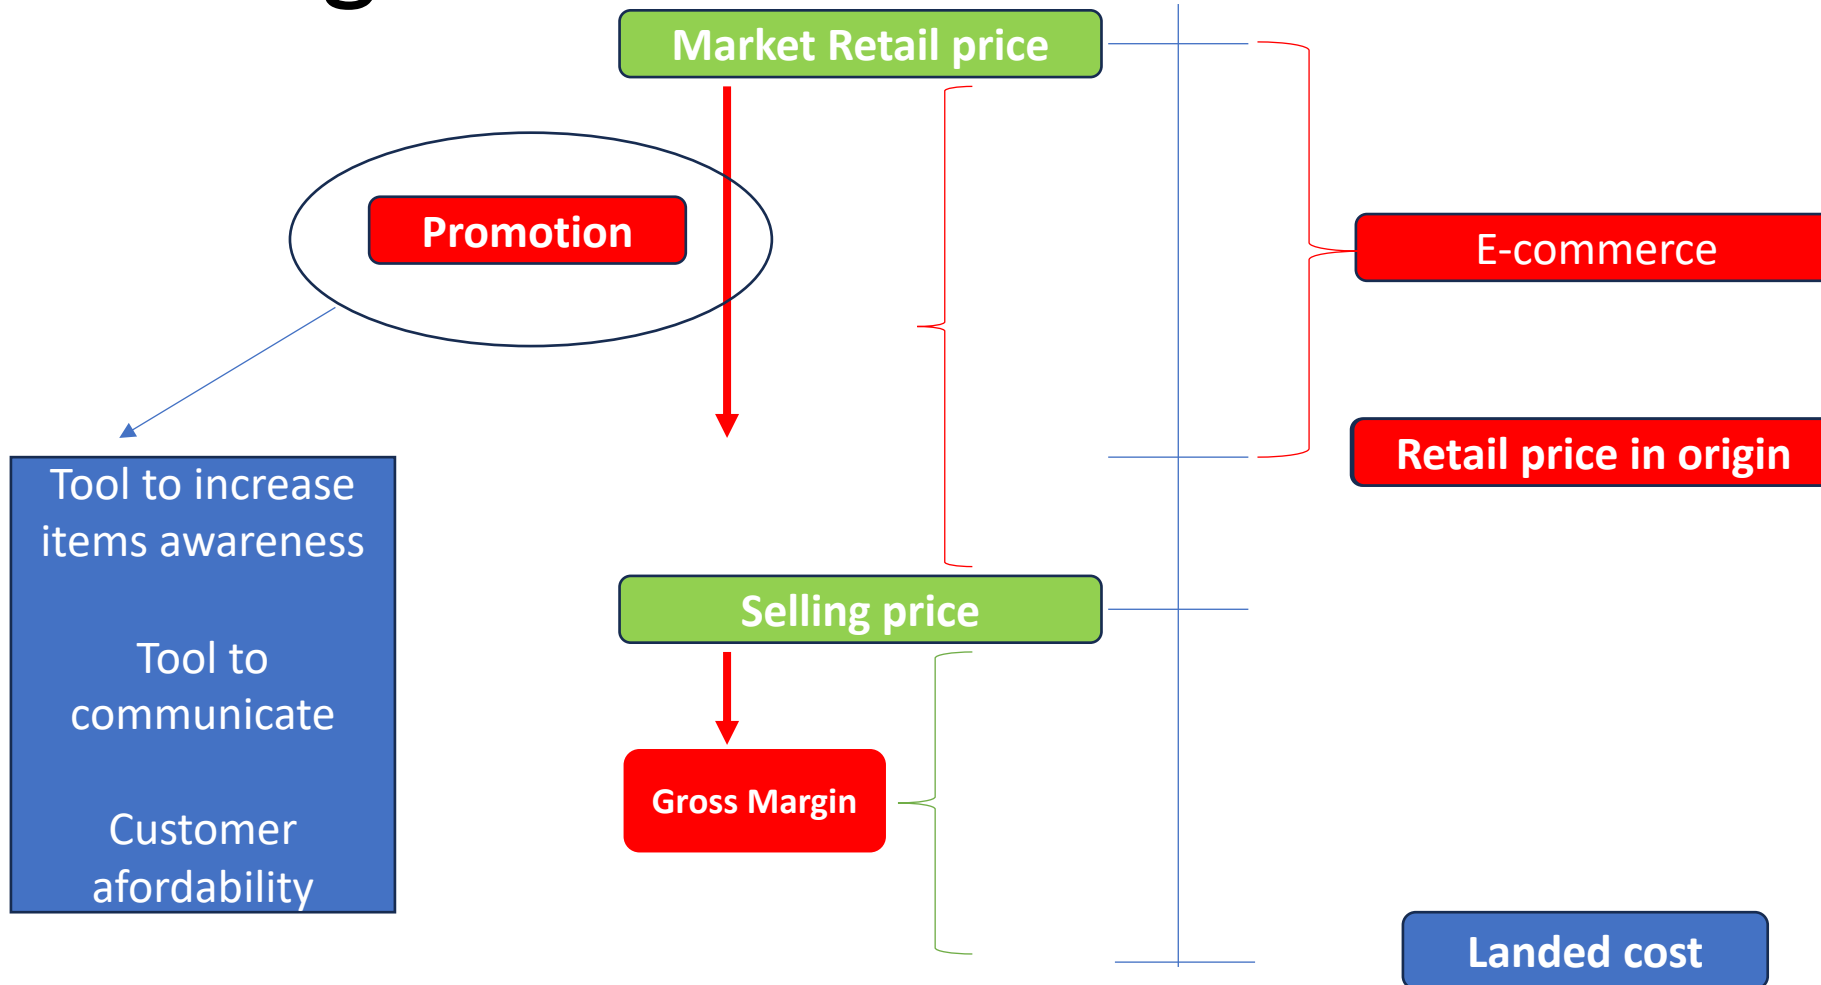 Market Retail price
Promotion
E-commerce
Retail price in origin
Tool to increase
items awareness
Tool to
communicate
Customer
afordability
Selling price
Gross Margin
Landed cost